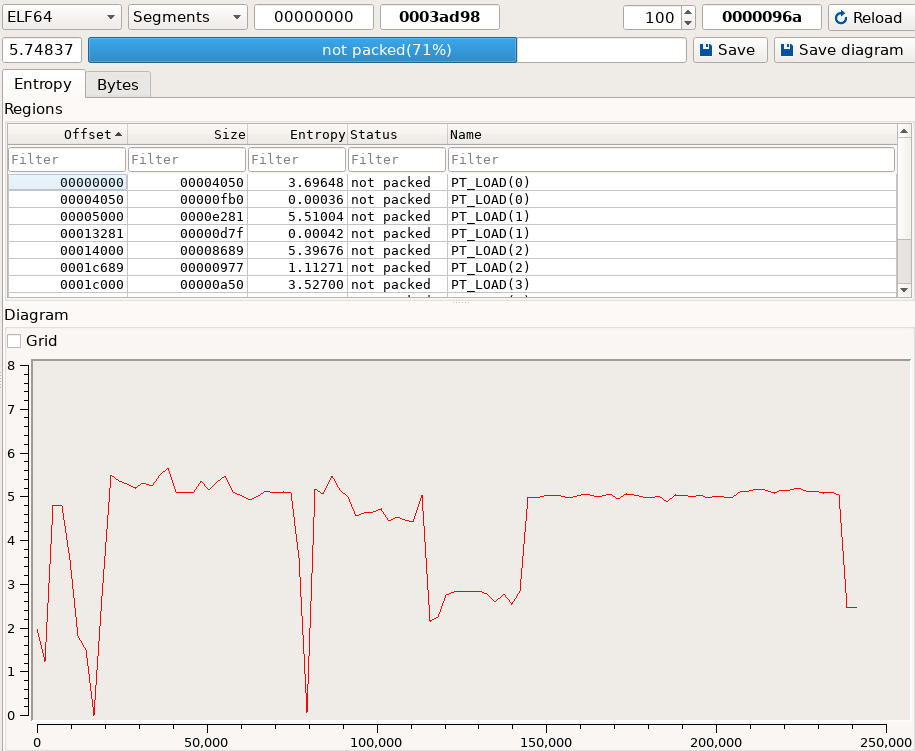 ELF64 Segments 00000000 0003ad98 100 0000096a Reload
5.74837 not packed(71%) Save Save diagram
Entropy Bytes
Regions
Offset Size Entropy Status Name
Filter Filter Filter Filter Filter
00000000 00004050 3.69648 not packed PT_LOAD(0)
00004050 00000fb0 0.00036 not packed PT_LOAD(0)
00005000 0000e281 5.51004 not packed PT_LOAD(1)
00013281 00000d7f 0.00042 not packed PT_LOAD(1)
00014000 00008689 5.39676 not packed PT_LOAD(2)
0001c689 00000977 1.11271 not packed PT_LOAD(2)
0001c000 00000a50 3.52700 not packed PT_LOAD(3)
Diagram
Grid
8
7
6
5
4
3
2
1
0
0 50,000 100,000 150,000 200,000 250,000